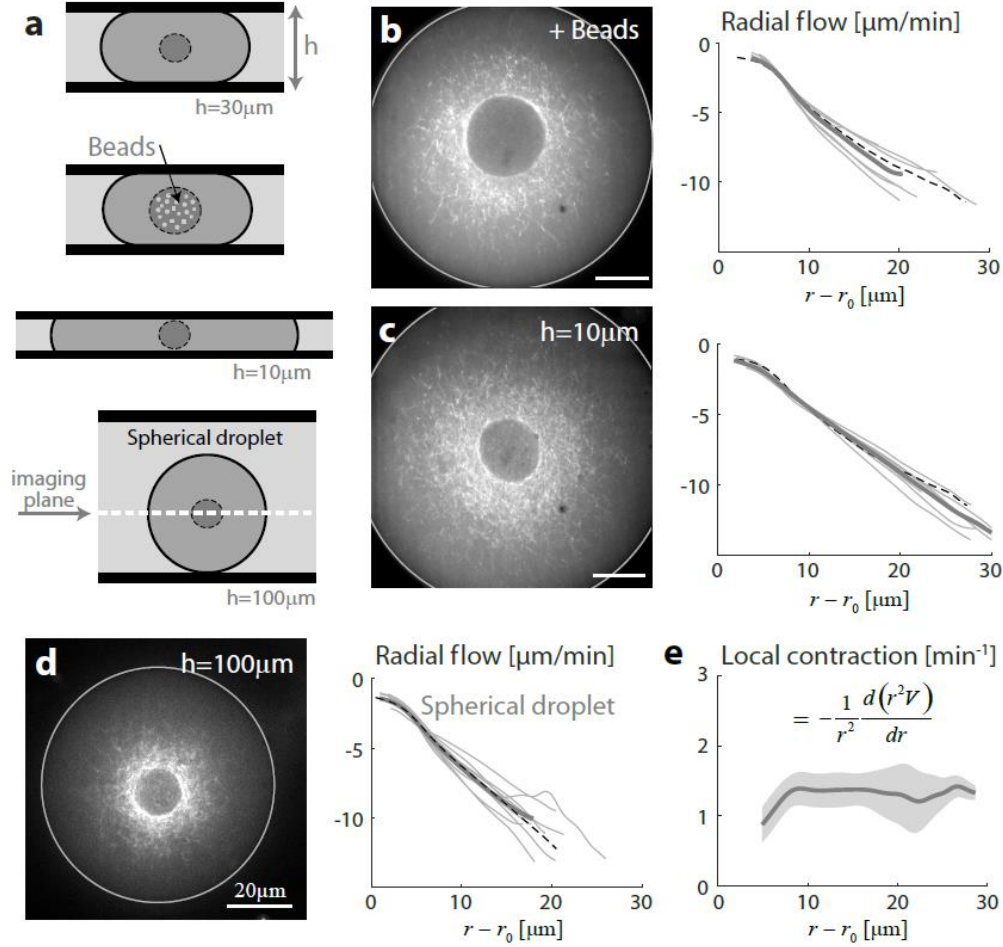 a
h
h=30μm
Beads
h=10μm
Spherical droplet
imaging
plane
h=100μm
b
+ Beads
Radial flow [μm/min]
0
-5
-10
0
10
20
30
r − r₀ [μm]
c
h=10μm
0
-5
-10
0
10
20
30
r − r₀ [μm]
d
h=100μm
20μm
Radial flow [μm/min]
Spherical droplet
0
-5
-10
0
10
20
30
r − r₀ [μm]
e
Local contraction [min⁻¹]
= − 1/r² d(r²V)/dr
3
2
1
0
0
10
20
30
r − r₀ [μm]